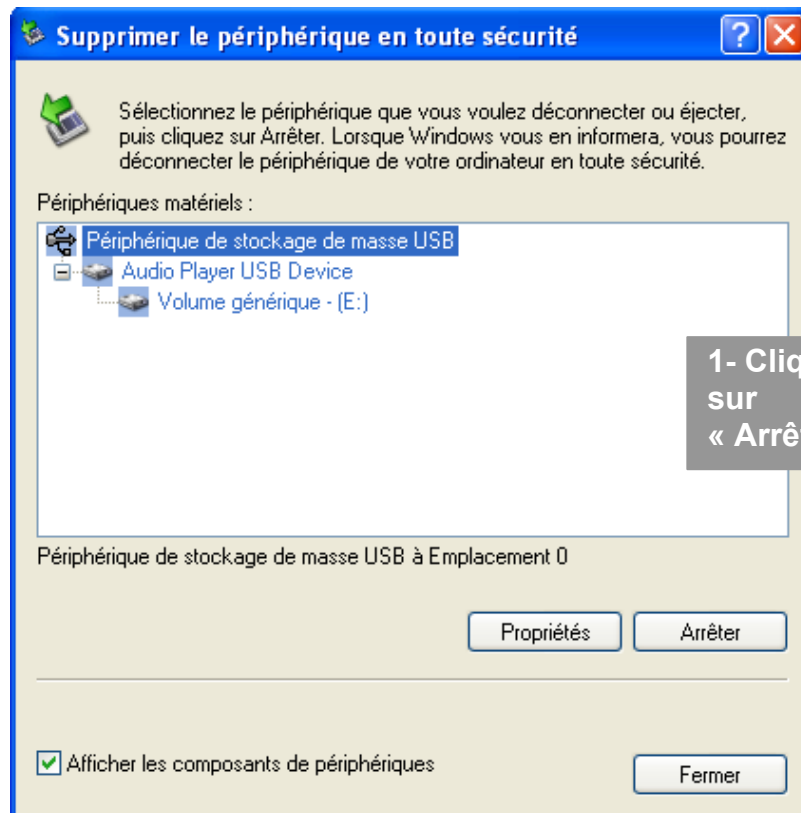 Supprimer le périphérique en toute sécurité
Sélectionnez le périphérique que vous voulez déconnecter ou éjecter,
puis cliquez sur Arrêter. Lorsque Windows vous en informera, vous pourrez
déconnecter le périphérique de votre ordinateur en toute sécurité.
Périphériques matériels :
Périphérique de stockage de masse USB
Audio Player USB Device
Volume générique - (E:)
1-
sur
«
Périphérique de stockage de masse USB à Emplacement 0
Propriétés
Arrêter
Afficher les composants de périphériques
Fermer